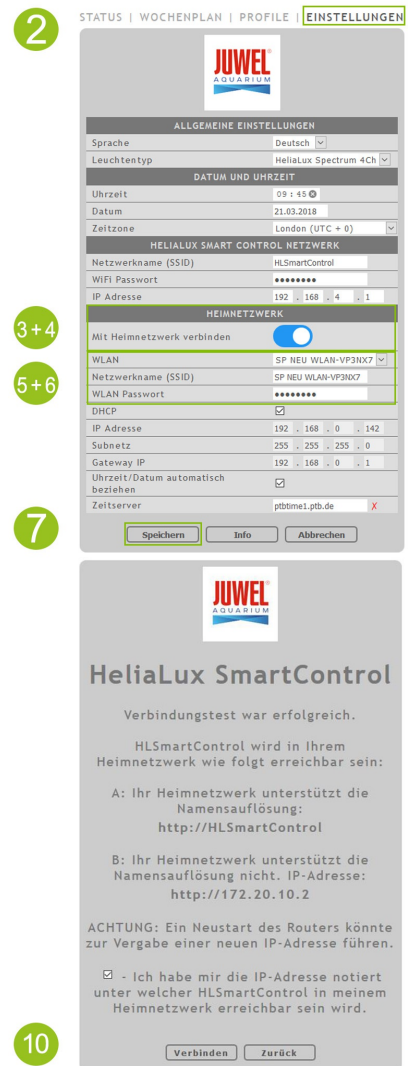 2
STATUS | WOCHENPLAN | PROFILE | EINSTELLUNGEN
JUWEL
AQUARIUM
ALLGEMEINE EINSTELLUNGEN
Sprache Deutsch
Leuchtentyp HeliaLux Spectrum 4Ch
DATUM UND UHRZEIT
Uhrzeit 09 : 45
Datum 21.03.2018
Zeitzone London (UTC + 0)
HELIALUX SMART CONTROL NETZWERK
Netzwerkname (SSID) HLSmartControl
WiFi Passwort ●●●●●●●●
IP Adresse 192 . 168 . 4 . 1
HEIMNETZWERK
3+4
Mit Heimnetzwerk verbinden
WLAN SP NEU WLAN-VP3NX7
5+6
Netzwerkname (SSID) SP NEU WLAN-VP3NX7
WLAN Passwort ●●●●●●●●
DHCP
IP Adresse 192 . 168 . 0 . 142
Subnetz 255 . 255 . 255 . 0
Gateway IP 192 . 168 . 0 . 1
Uhrzeit/Datum automatisch
beziehen
Zeitserver ptbtime1.ptb.de X
7
Speichern Info Abbrechen
JUWEL
AQUARIUM
HeliaLux SmartControl
Verbindungstest war erfolgreich.
HLSmartControl wird in Ihrem
Heimnetzwerk wie folgt erreichbar sein:
A: Ihr Heimnetzwerk unterstützt die
Namensauflösung:
http://HLSmartControl
B: Ihr Heimnetzwerk unterstützt die
Namensauflösung nicht. IP-Adresse:
http://172.20.10.2
ACHTUNG: Ein Neustart des Routers könnte
zur Vergabe einer neuen IP-Adresse führen.
- Ich habe mir die IP-Adresse notiert
unter welcher HLSmartControl in meinem
Heimnetzwerk erreichbar sein wird.
10
Verbinden Zurück